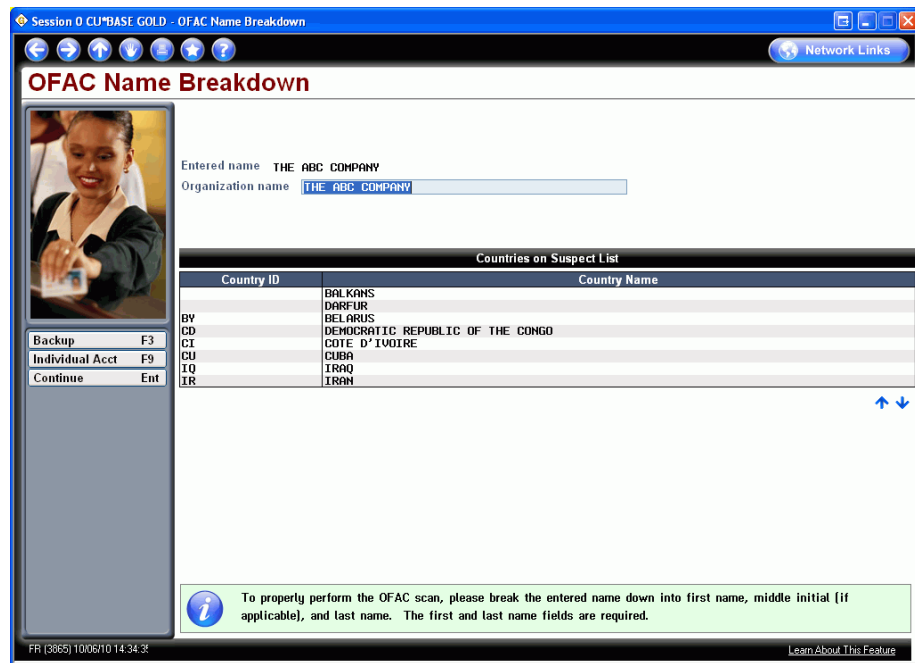 Session 0 CU*BASE GOLD - OFAC Name Breakdown
Network Links
OFAC Name Breakdown
Entered name THE ABC COMPANY
Organization name THE ABC COMPANY
Countries on Suspect List
Country ID Country Name
BALKANS
DARFUR
BY BELARUS
CD DEMOCRATIC REPUBLIC OF THE CONGO
CI COTE D'IVOIRE
CU CUBA
IQ IRAQ
IR IRAN
Backup F3
Individual Acct F9
Continue Ent
To properly perform the OFAC scan, please break the entered name down into first name, middle initial (if
applicable), and last name. The first and last name fields are required.
FR (3865) 10/06/10 14:34:3
Learn About This Feature